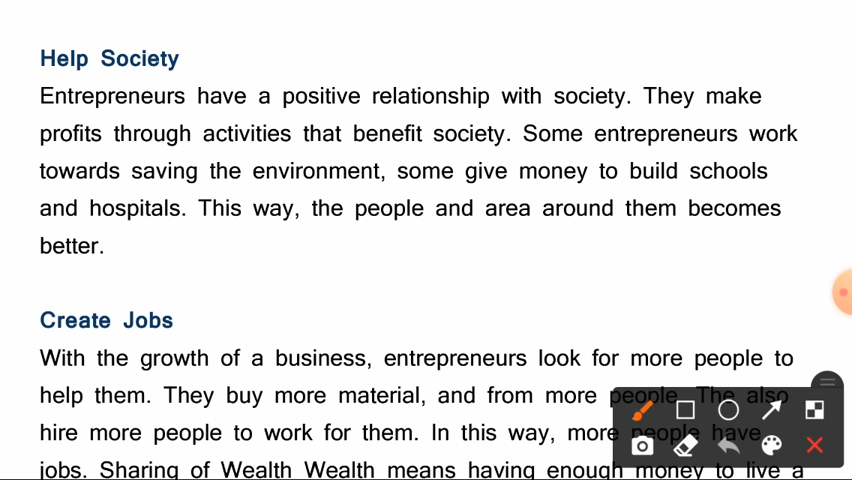 Help Society
Entrepreneurs have a positive relationship with society. They make
profits through activities that benefit society. Some entrepreneurs work
towards saving the environment, some give money to build schools
and hospitals. This way, the people and area around them becomes
better.
Create Jobs
With the growth of a business, entrepreneurs look for more people to
help them. They buy more material, and from more people. The also
hire more people to work for them. In this way, more people have
jobs. Sharing of Wealth Wealth means having enough money to live a